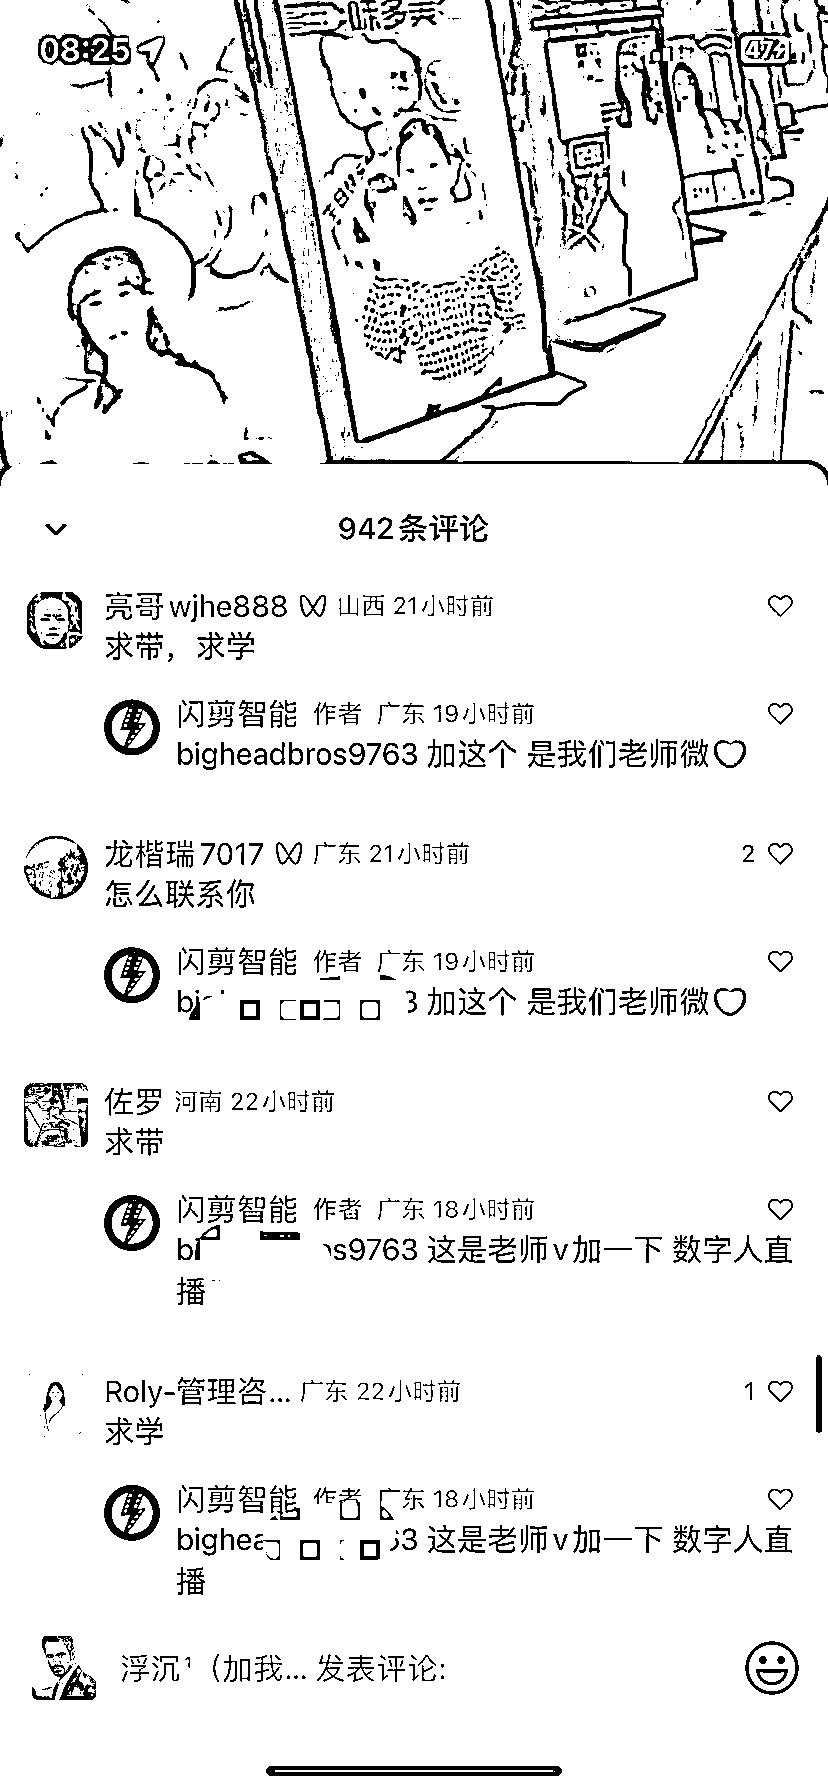 08:25
味多美
942条评论
亮哥wjhe888 山西 21小时前
求带，求学
闪剪智能 作者 广东 19小时前
bigheadbros9763 加这个 是我们老师微
龙楷瑞7017 广东 21小时前
2
怎么联系你
闪剪智能 作者 广东 19小时前
3 加这个 是我们老师微
佐罗 河南 22小时前
求带
闪剪智能 作者 广东 18小时前
s9763 这是老师v加一下 数字人直
播
Roly-管理咨... 广东 22小时前
1
求学
闪剪智能 作者 广东 18小时前
63 这是老师v加一下 数字人直
播
浮沉¹（加我... 发表评论: